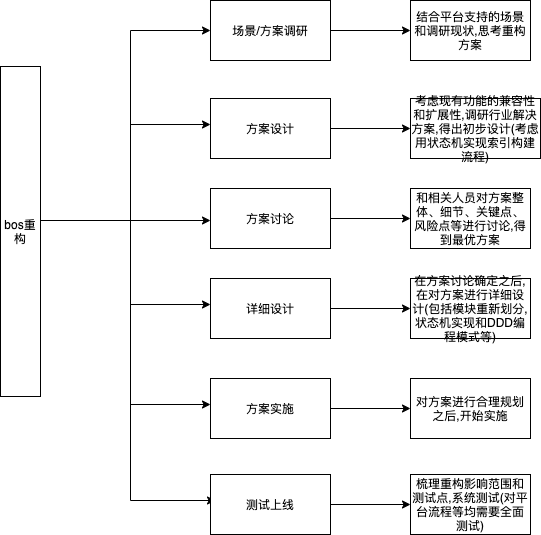 场景/方案调研
结合平台支持的场
和调研现状,思考重构
方案
方案设计
考虑现有功能的兼容性
和扩展性,调研行业解决
方案,得出初步设计(考虑
用状态机实现索引构建
流程)
bos重
构
方案讨论
和相关人员对方案整
体、细节、关键点、
风险点等进行讨论,得
到最优方案
详细设计
在方案讨论确定之后,
在对方案进行详细设
计(包括模块重新划分,
状态机实现和DDD编
程模式等)
方案实施
对方案进行合理规划
之后,开始实施
测试上线
梳理重构影响范围和
测试点,系统测试(对平
台流程等均需要全面
测试)